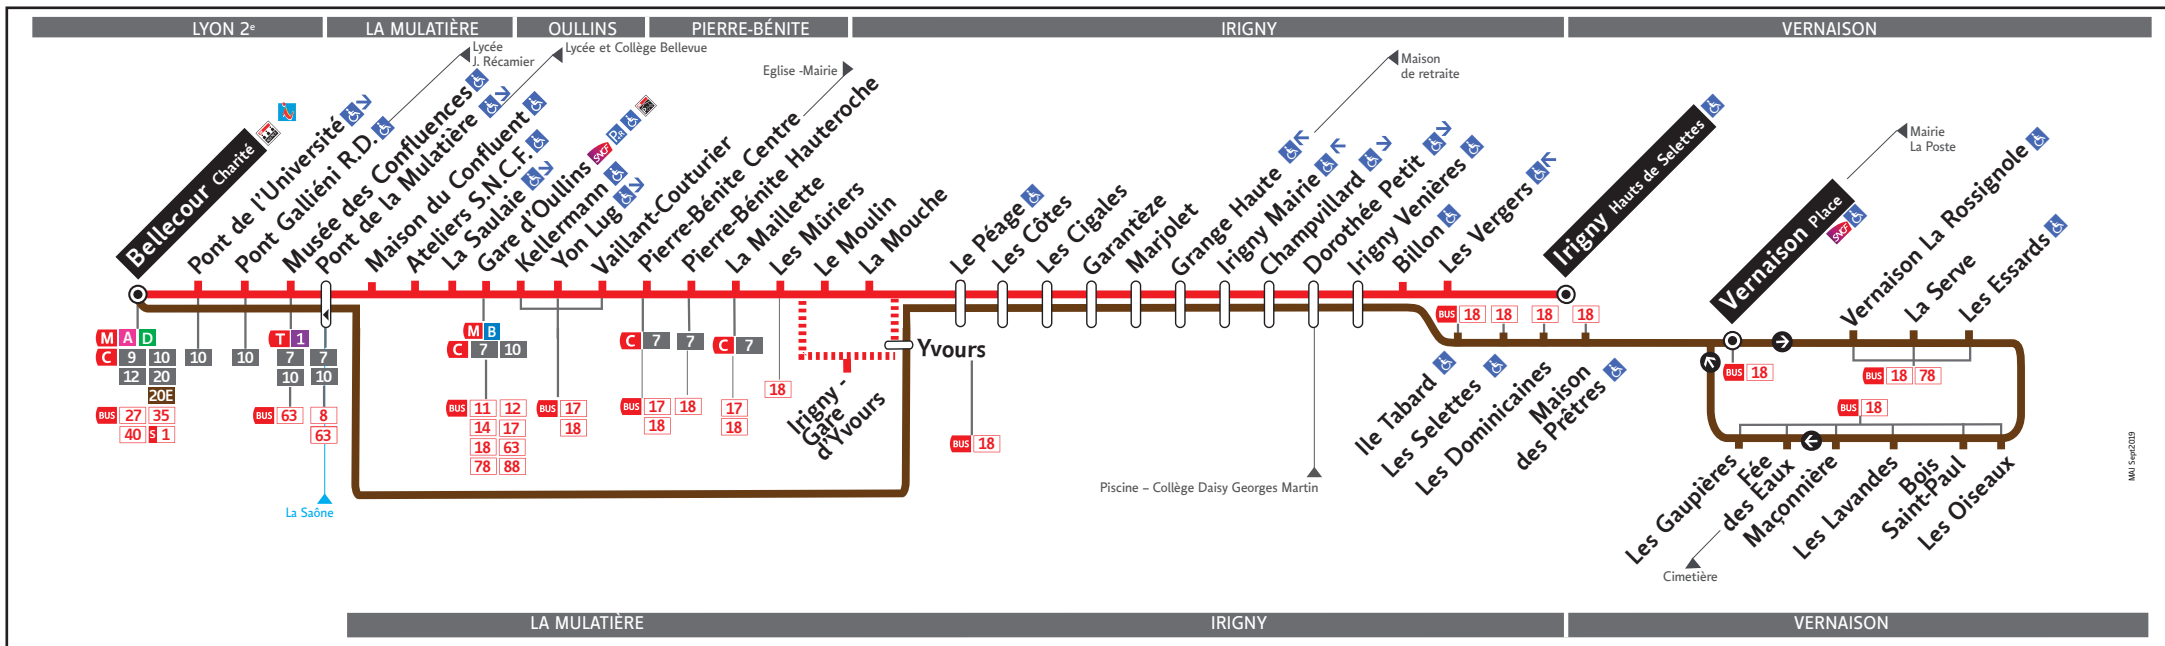 LYON 2e
LA MULATIÈRE
OULLINS
PIERRE-BÉNITE
IRIGNY
VERNAISON
Lycée
J. Récamier
Lycée et Collège Bellevue
Eglise -Mairie
Maison
de retraite
Mairie
La Poste
Bellecour Charité
Pont de l'Université
Pont Galliéni R.D.
Musée des Confluences
Pont de la Mulatière
Maison du Confluent
Ateliers S.N.C.F.
La Saulaie
Gare d'Oullins SNCF P+R
Kellermann
Yon Lug
Vaillant-Couturier
Pierre-Bénite Centre
Pierre-Bénite Hauteroche
La Maillette
Les Mûriers
Le Moulin
La Mouche
Le Péage
Les Côtes
Les Cigales
Garantèze
Marjolet
Grange Haute
Irigny Mairie
Champvillard
Dorothée Petit
Irigny Venières
Billon
Les Vergers
Irigny Hauts de Selettes
Vernaison Place
SNCF
Vernaison La Rossignole
La Serve
Les Essards
M A D
C 9 10
12 20
20E
BUS 27 35
40 S 1
10
10
T 1
7
10
BUS 63
7
10
8
63
La Saône
M B
C 7 10
BUS 11 12
14 17
18 63
78 88
BUS 17
18
C 7
BUS 17
18
7
18
C 7
17
18
18
Irigny -
Gare
d'Yvours
Yvours
BUS 18
Piscine – Collège Daisy Georges Martin
BUS 18 18 18 18
Ile Tabard
Les Selettes
Les Dominicaines
Maison
des Prêtres
BUS 18
BUS 18 78
BUS 18
Les Gaupières
Fée
des Eaux
Maçonnière
Les Lavandes
Bois
Saint-Paul
Les Oiseaux
Cimetière
MAJ Sept2019
LA MULATIÈRE
IRIGNY
VERNAISON